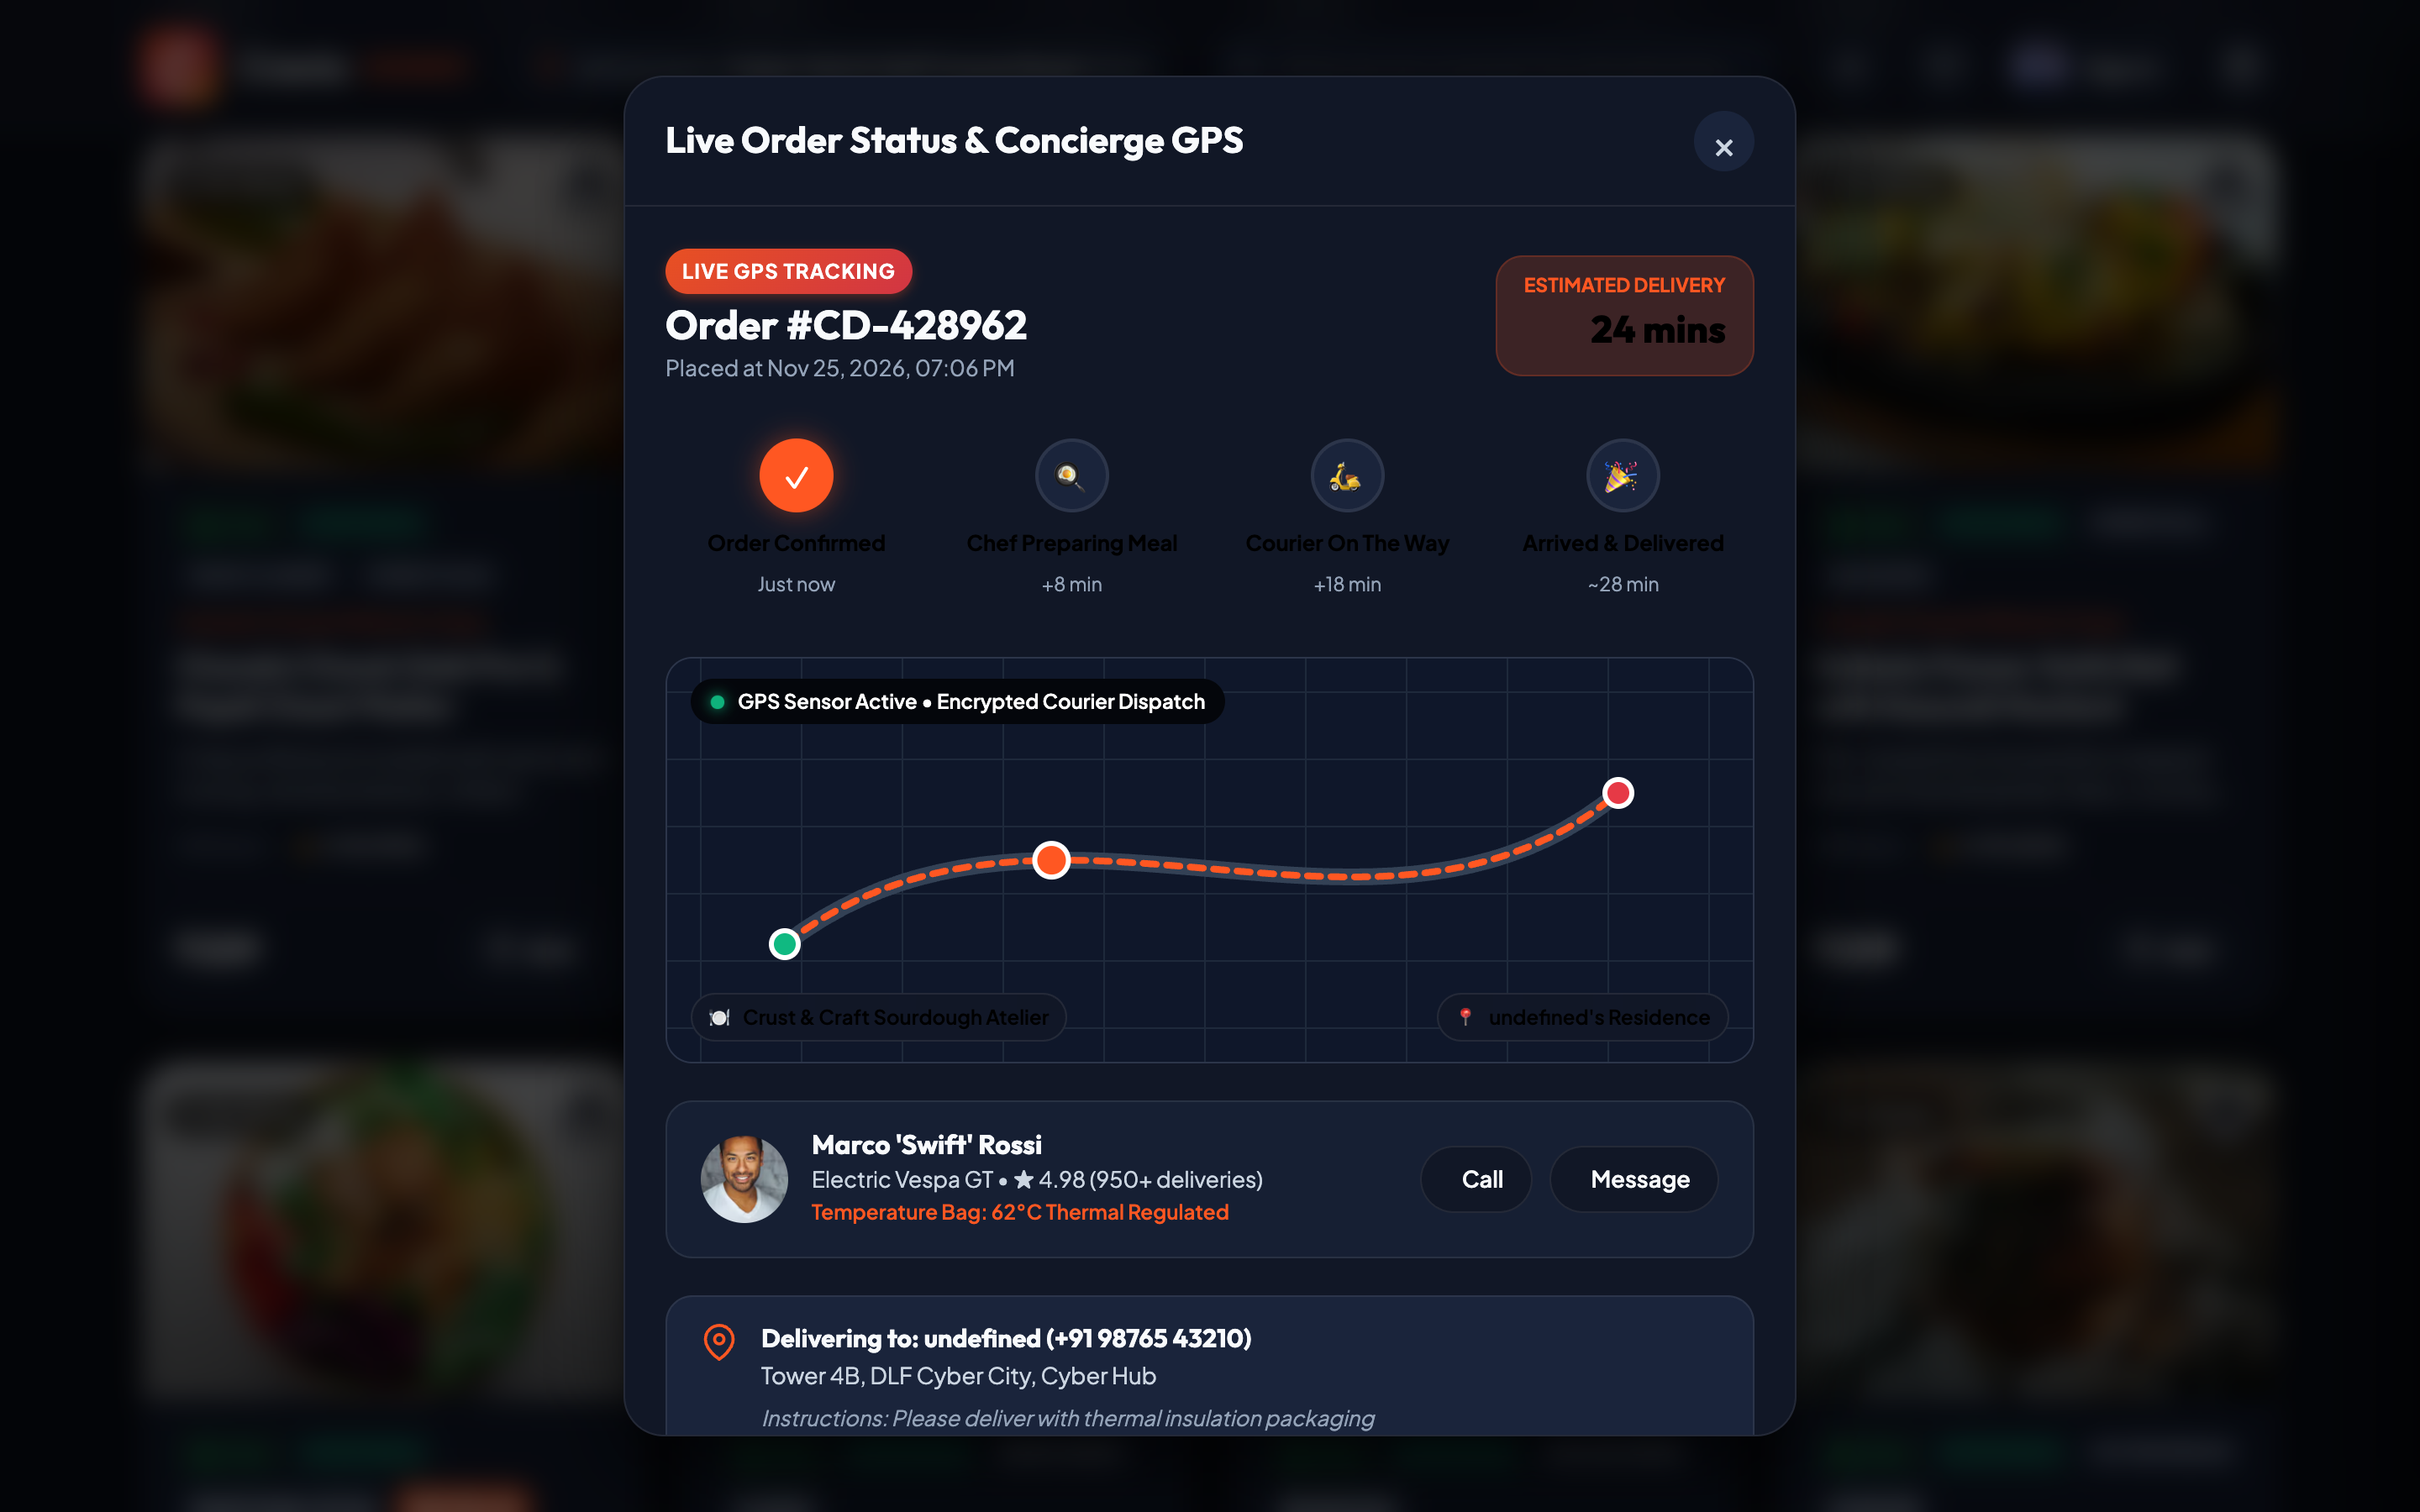 Live Order Status & Concierge GPS
LIVE GPS TRACKING
Order #CD-428962
Placed at Nov 25, 2026, 07:06 PM
ESTIMATED DELIVERY
24 mins
Order Confirmed
Just now
Chef Preparing Meal
+8 min
Courier On The Way
+18 min
Arrived & Delivered
~28 min
GPS Sensor Active • Encrypted Courier Dispatch
Crust & Craft Sourdough Atelier
undefined's Residence
Marco 'Swift' Rossi
Electric Vespa GT • ★ 4.98 (950+ deliveries)
Temperature Bag: 62°C Thermal Regulated
Call
Message
Delivering to: undefined (+91 98765 43210)
Tower 4B, DLF Cyber City, Cyber Hub
Instructions: Please deliver with thermal insulation packaging